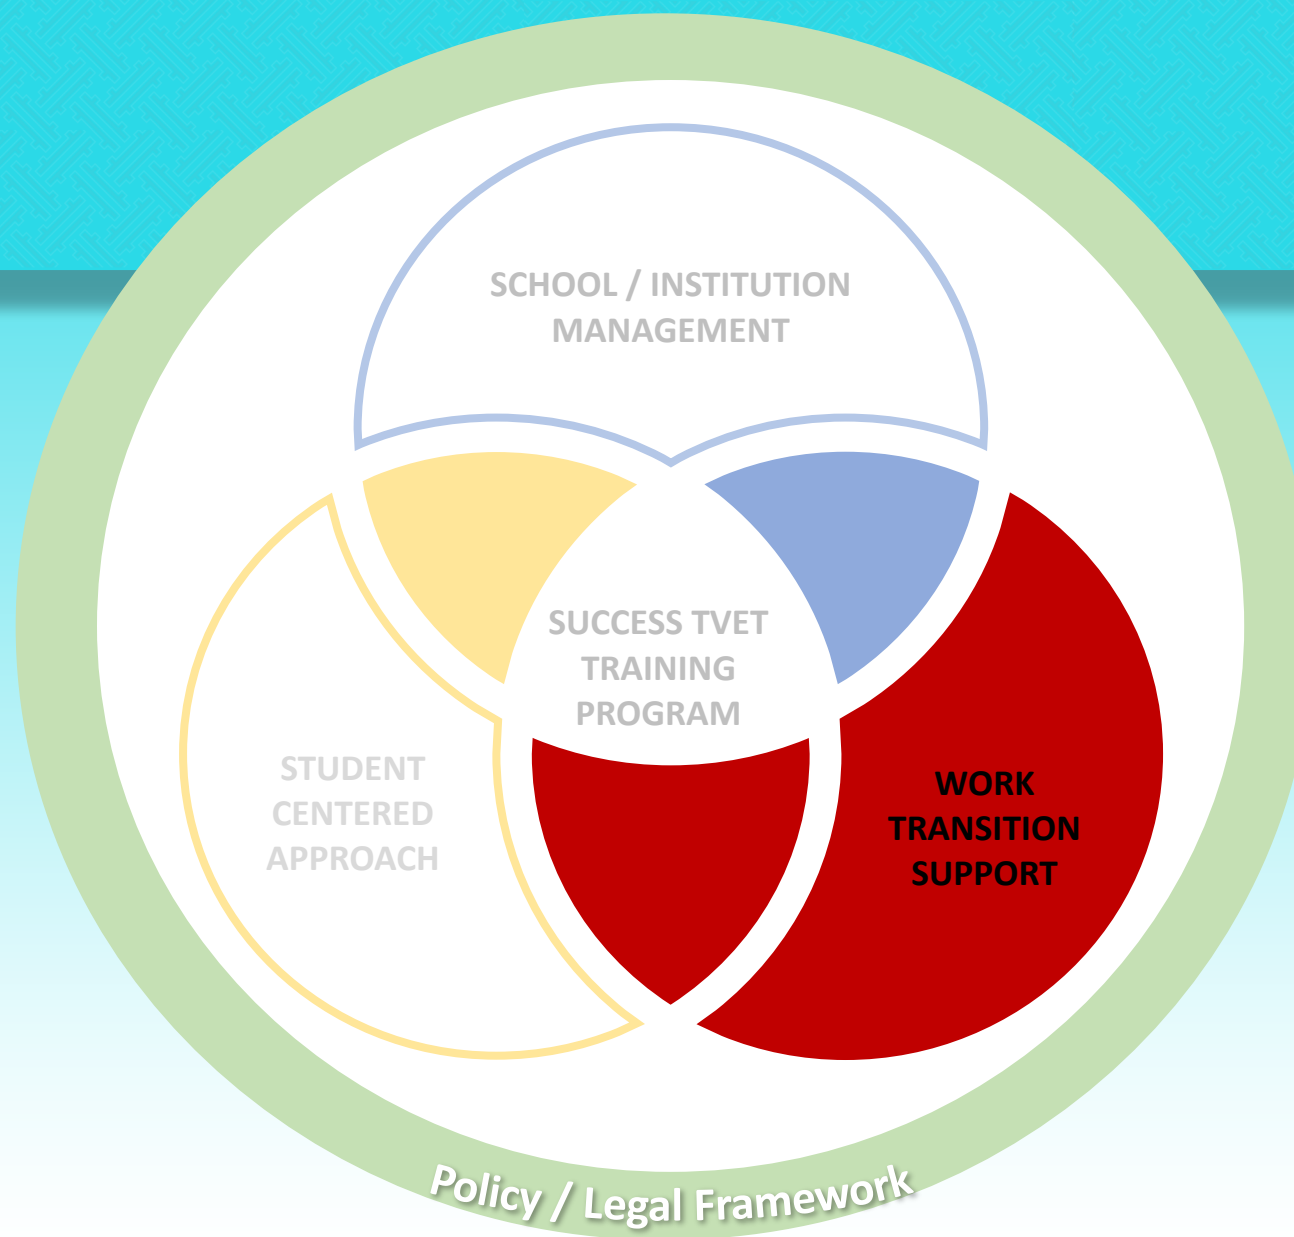 SCHOOL / INSTITUTION
MANAGEMENT
SUCCESS TVET
TRAINING
PROGRAM
STUDENT
CENTERED
APPROACH
WORK
TRANSITION
SUPPORT
Policy / Legal Framework